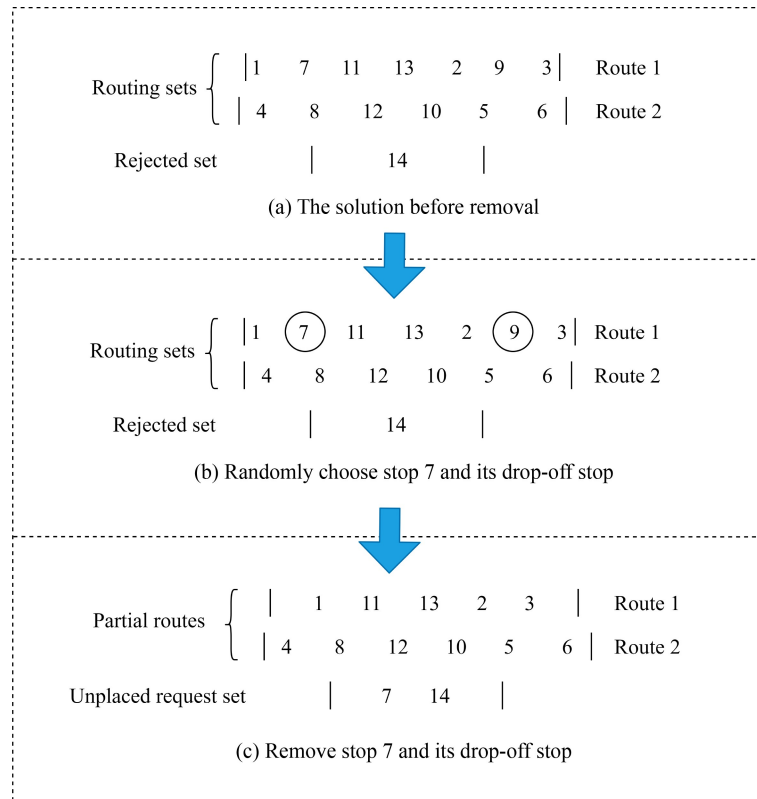 |1 7 11 13 2 9 3| Route 1
Routing sets
|4 8 12 10 5 6| Route 2
Rejected set | 14 |
(a) The solution before removal
|1 7 11 13 2 9 3| Route 1
Routing sets
|4 8 12 10 5 6| Route 2
Rejected set | 14 |
(b) Randomly choose stop 7 and its drop-off stop
| 1 11 13 2 3 | Route 1
Partial routes
|4 8 12 10 5 6| Route 2
Unplaced request set | 7 14 |
(c) Remove stop 7 and its drop-off stop